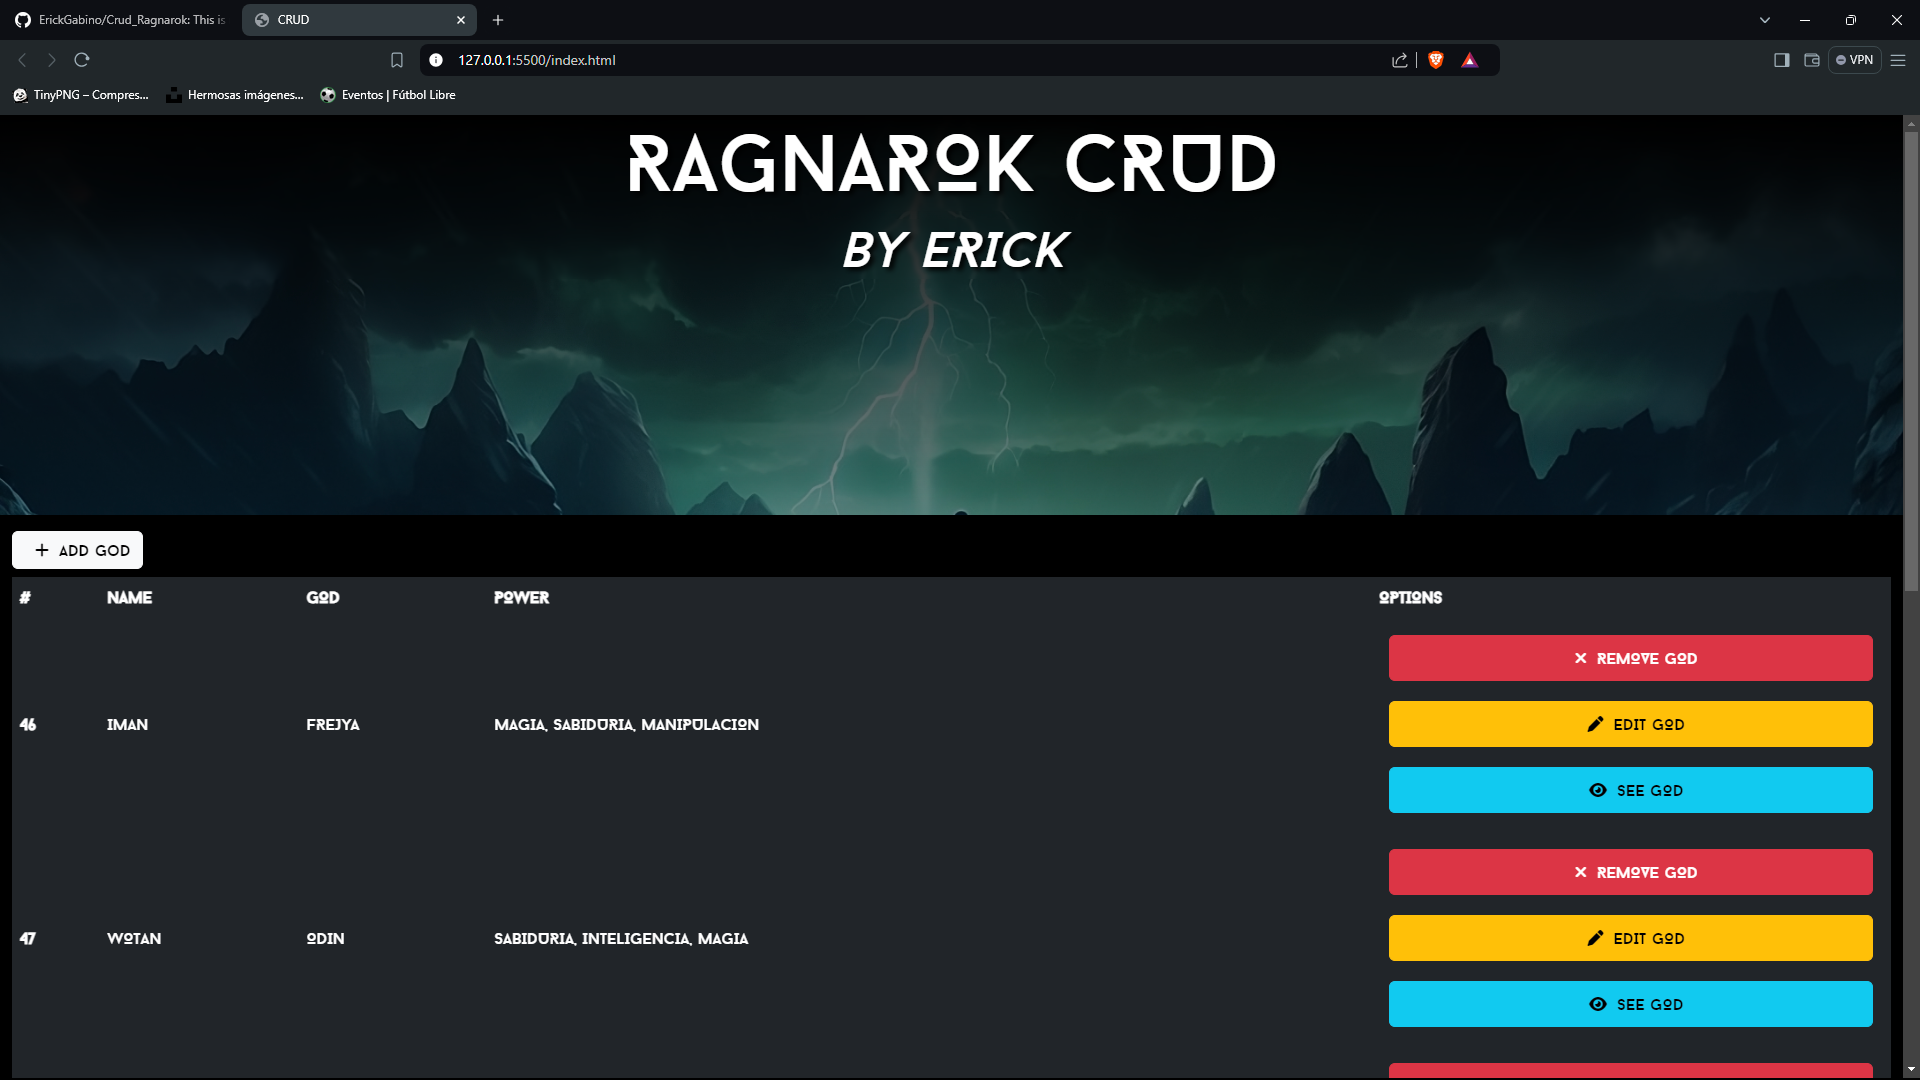 ErickGabino/Crud_Ragnarok: This is
CRUD
127.0.0.1:5500/index.html
VPN
TinyPNG – Compres...
Hermosas imágenes...
Eventos | Fútbol Libre
RAGNAROK CRUD
BY ERICK
ADD GOD
# NAME GOD POWER OPTIONS
REMOVE GOD
46 IMAN FREJYA MAGIA, SABIDURIA, MANIPULACION EDIT GOD
SEE GOD
REMOVE GOD
47 WOTAN ODIN SABIDURIA, INTELIGENCIA, MAGIA EDIT GOD
SEE GOD